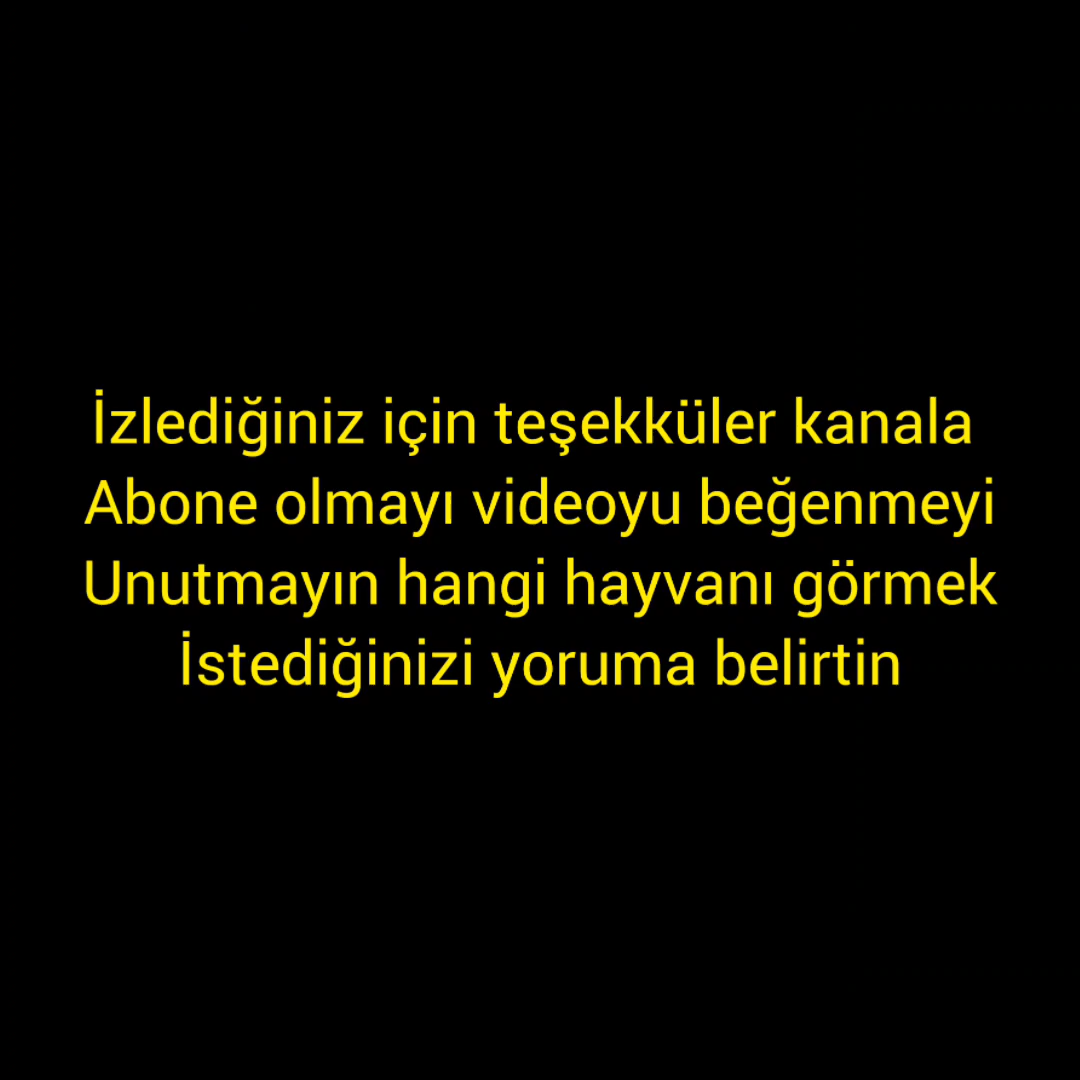 İzlediğiniz için teşekküler kanala
Abone olmayı videoyu beğenmeyi
Unutmayın hangi hayvanı görmek
İstediğinizi yoruma belirtin